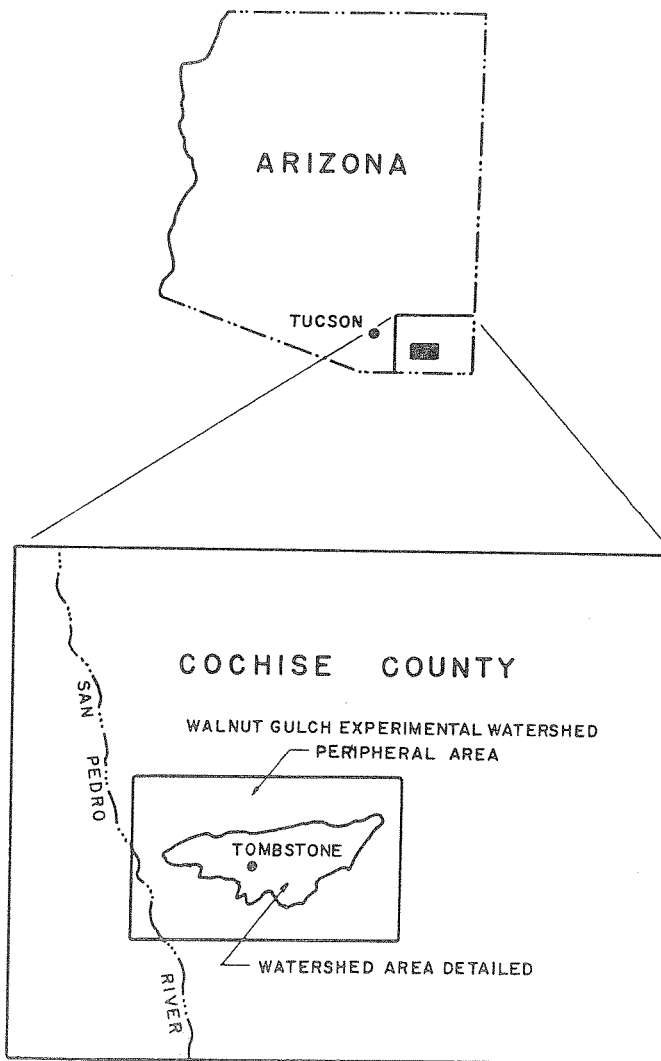 ARIZONA
TUCSON
COCHISE COUNTY
WALNUT GULCH EXPERIMENTAL WATERSHED
PERIPHERAL AREA
SAN PEDRO RIVER
TOMBSTONE
WATERSHED AREA DETAILED